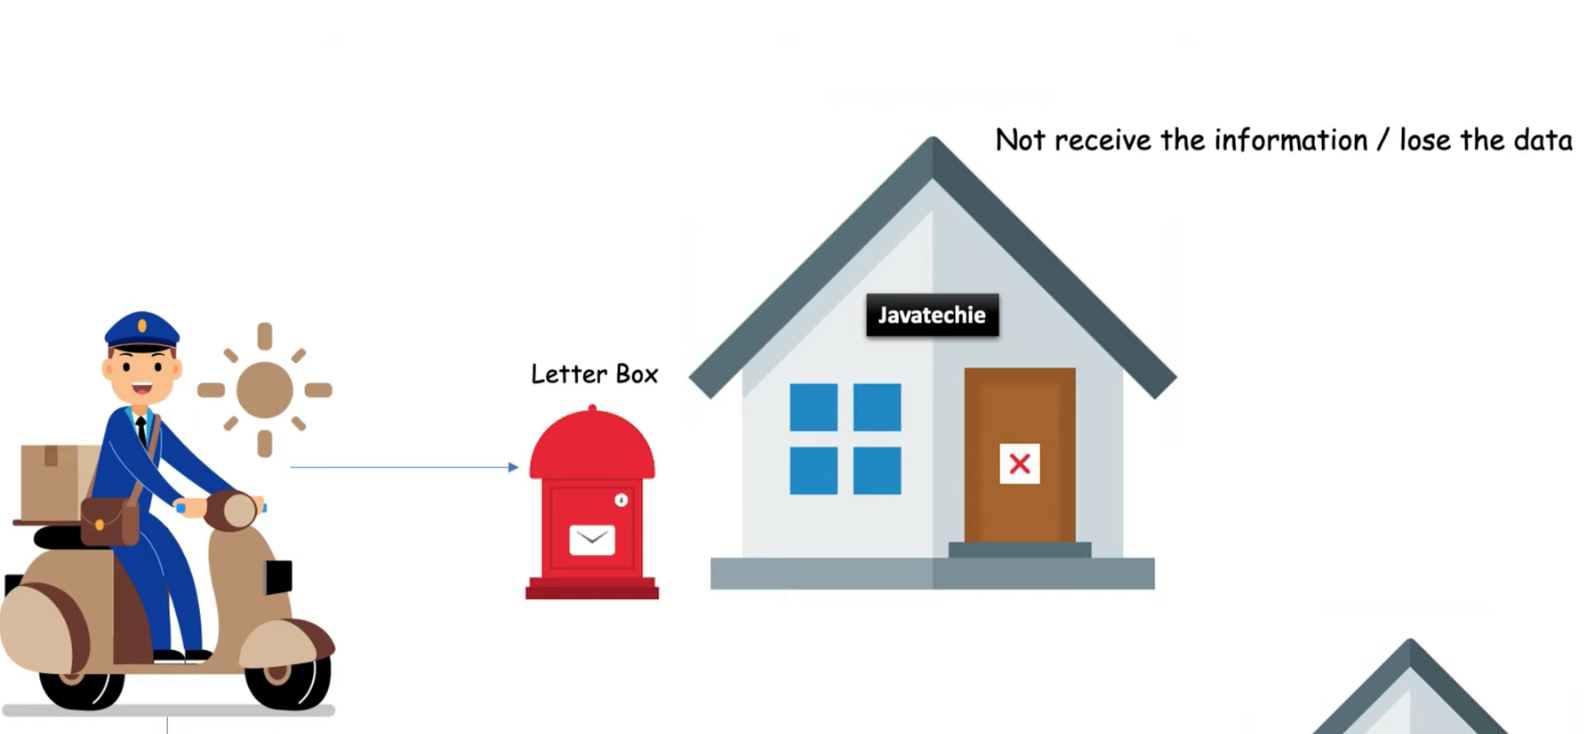 Not receive the information / lose the data
Javatechie
Letter Box